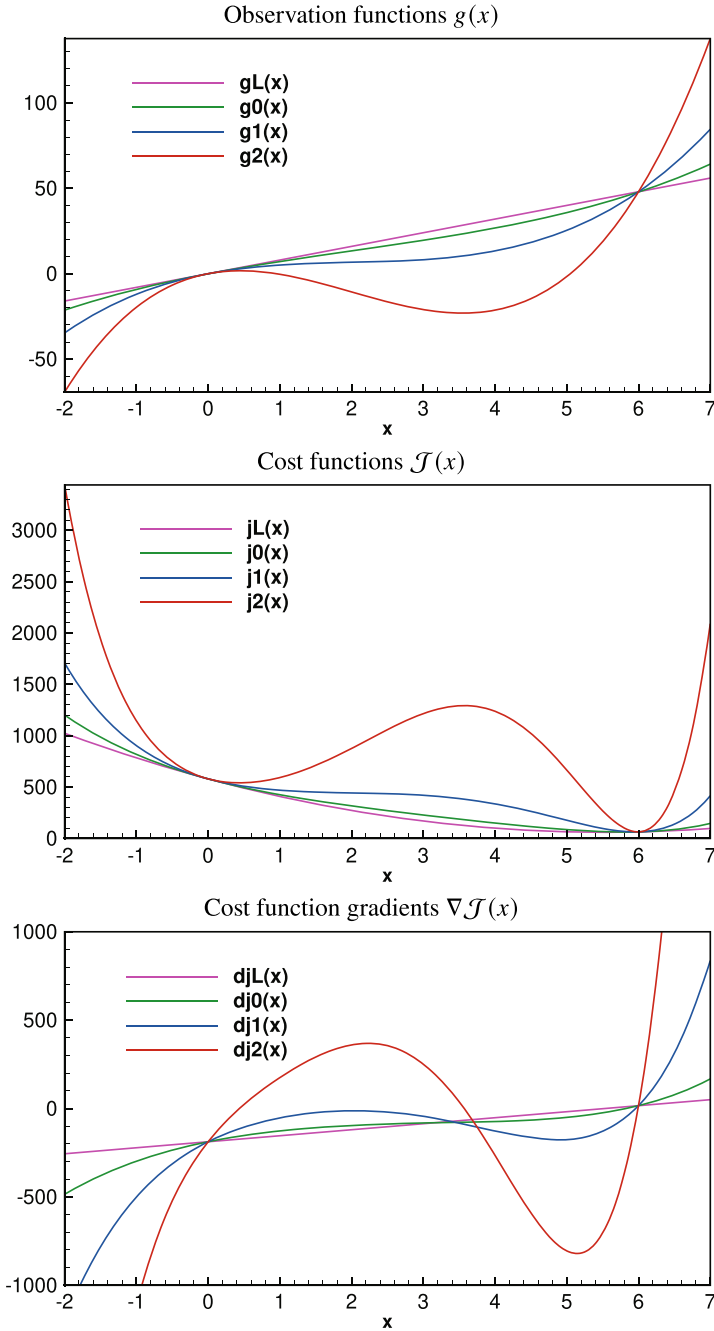 Observation functions g(x)
gL(x)
g0(x)
g1(x)
g2(x)
100
50
0
-50
-2 -1 0 1 2 3 4 5 6 7
x
Cost functions 𝒥(x)
jL(x)
j0(x)
j1(x)
j2(x)
3000
2500
2000
1500
1000
500
0
-2 -1 0 1 2 3 4 5 6 7
x
Cost function gradients ∇𝒥(x)
1000
djL(x)
dj0(x)
dj1(x)
dj2(x)
500
0
-500
-1000
-2 -1 0 1 2 3 4 5 6 7
x